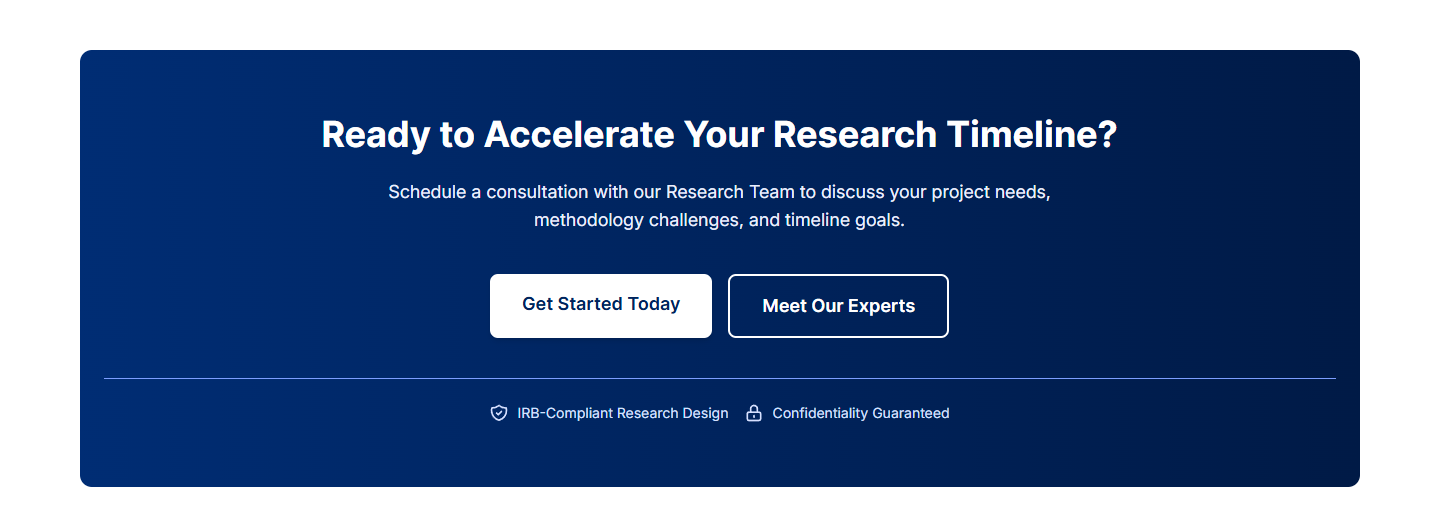 Ready to Accelerate Your Research Timeline?
Schedule a consultation with our Research Team to discuss your project needs,
methodology challenges, and timeline goals.
Get Started Today
Meet Our Experts
IRB-Compliant Research Design
Confidentiality Guaranteed